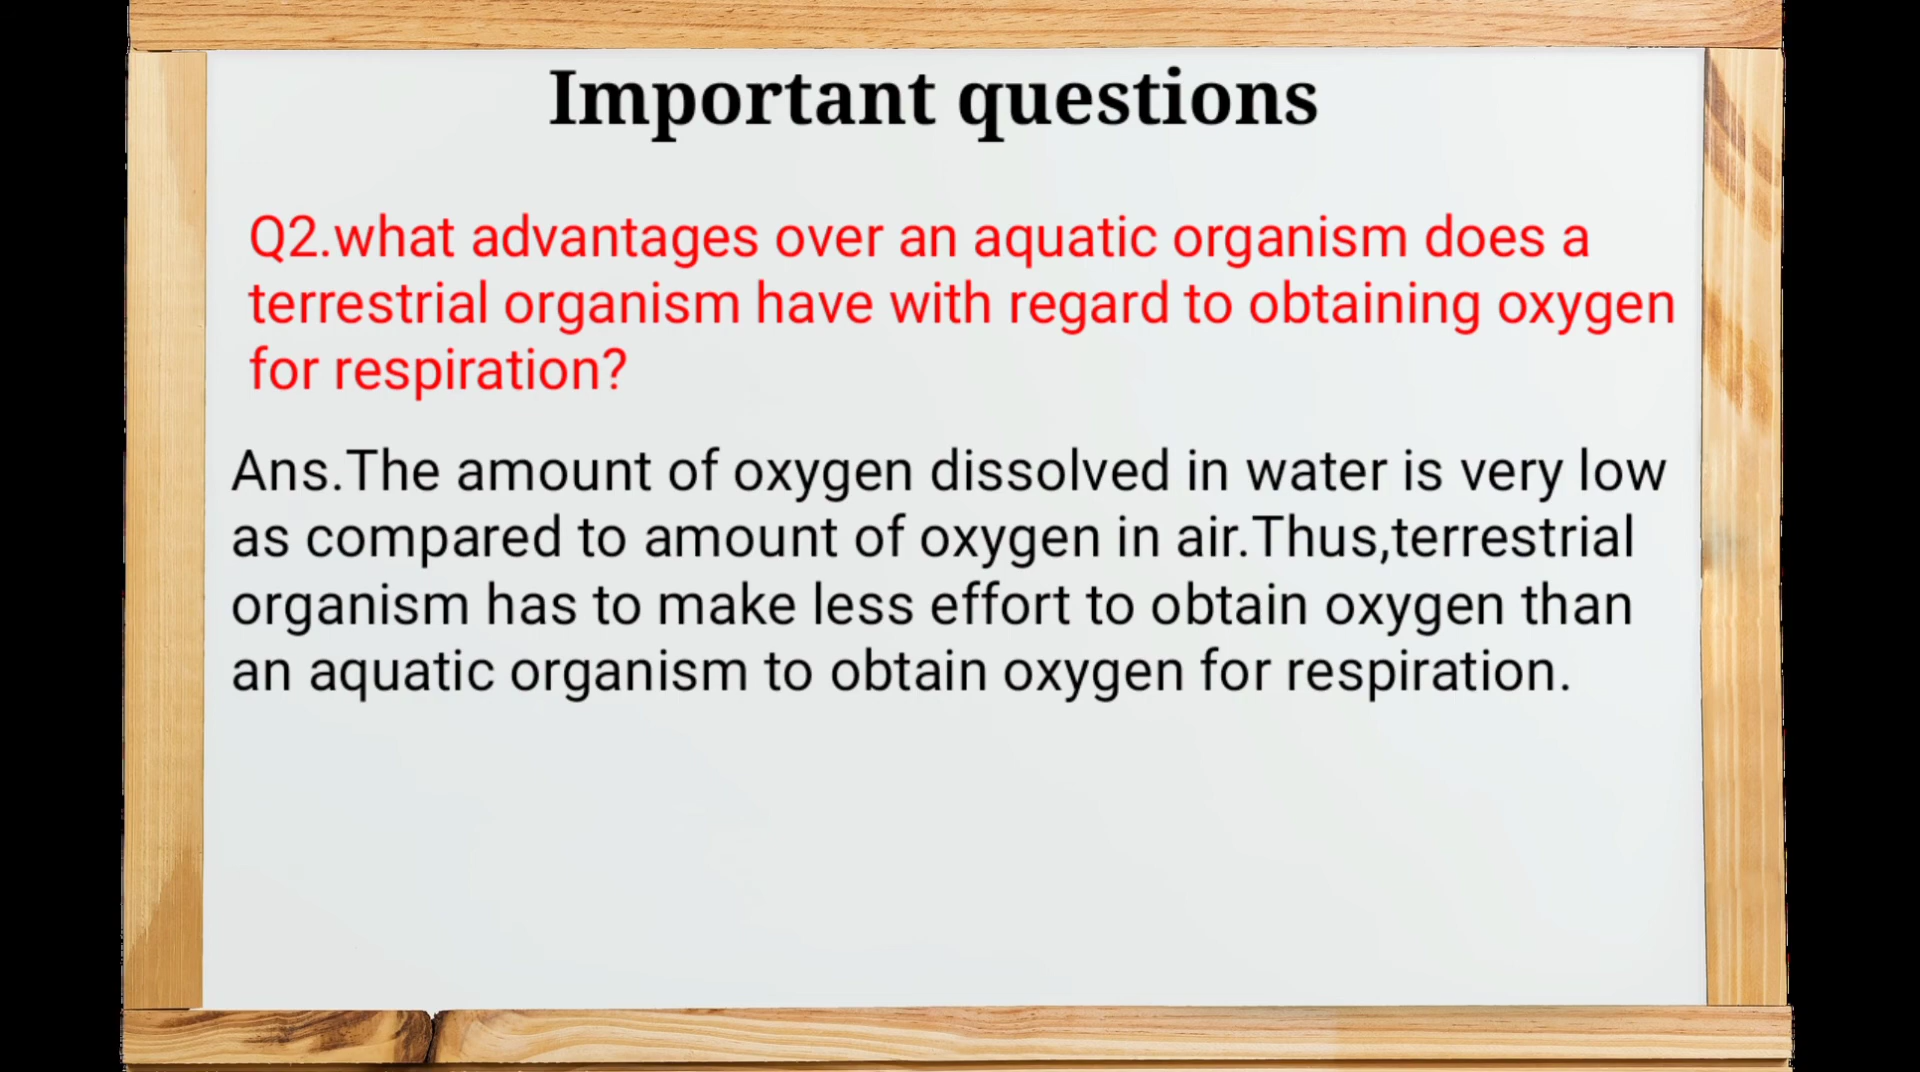 Important questions
Q2.what advantages over an aquatic organism does a
terrestrial organism have with regard to obtaining oxygen
for respiration?
Ans.The amount of oxygen dissolved in water is very low
as compared to amount of oxygen in air.Thus,terrestrial
organism has to make less effort to obtain oxygen than
an aquatic organism to obtain oxygen for respiration.